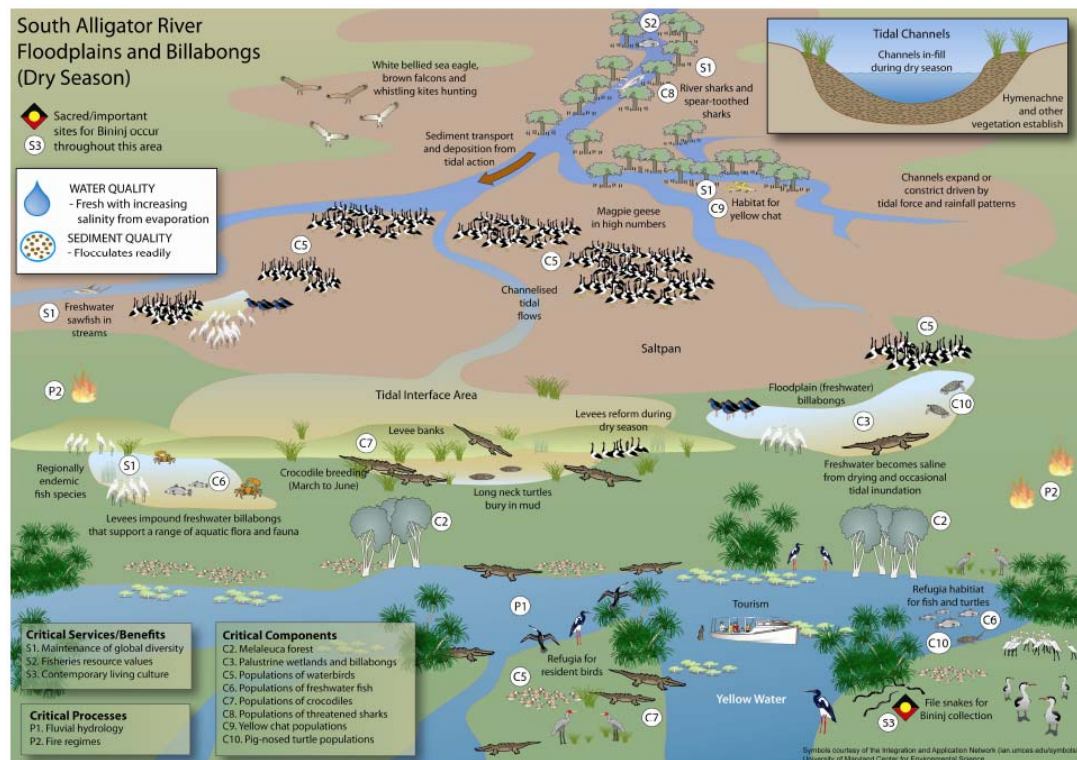 South Alligator River
Floodplains and Billabongs
(Dry Season)
Sacred/important
sites for Bininj occur
throughout this area
S3
WATER QUALITY
- Fresh with increasing
salinity from evaporation
SEDIMENT QUALITY
- Flocculates readily
White bellied sea eagle,
brown falcons and
whistling kites hunting
Sediment transport
and deposition from
tidal action
S2
S1
C8
River sharks and
spear-toothed
sharks
Tidal Channels
Channels in-fill
during dry season
Hymenachne
and other
vegetation establish
S1
C9
Habitat for
yellow chat
Channels expand or
constrict driven by
tidal force and rainfall patterns
Magpie geese
in high numbers
C5
C5
S1
Freshwater
sawfish in
streams
Channelised
tidal
flows
Saltpan
C5
P2
Tidal Interface Area
Floodplain (freshwater)
billabongs
C10
C3
Freshwater becomes saline
from drying and occasional
tidal inundation
P2
Levee banks
Levees reform during
dry season
C7
Crocodile breeding
(March to June)
Long neck turtles
bury in mud
Regionally
endemic
fish species
S1
C6
Levees impound freshwater billabongs
that support a range of aquatic flora and fauna
C2
C2
P1
Tourism
Refugia habitiat
for fish and turtles
C6
C10
Refugia for
resident birds
C5
C7
Yellow Water
S3
File snakes for
Bininj collection
Critical Services/Benefits
S1. Maintenance of global diversity
S2. Fisheries resource values
S3. Contemporary living culture
Critical Processes
P1. Fluvial hydrology
P2. Fire regimes
Critical Components
C2. Melaleuca forest
C3. Palustrine wetlands and billabongs
C5. Populations of waterbirds
C6. Populations of freshwater fish
C7. Populations of crocodiles
C8. Populations of threatened sharks
C9. Yellow chat populations
C10. Pig-nosed turtle populations
Symbols courtesy of the Integration and Application Network (ian.umces.edu/symbols)
University of Maryland Center for Environmental Science